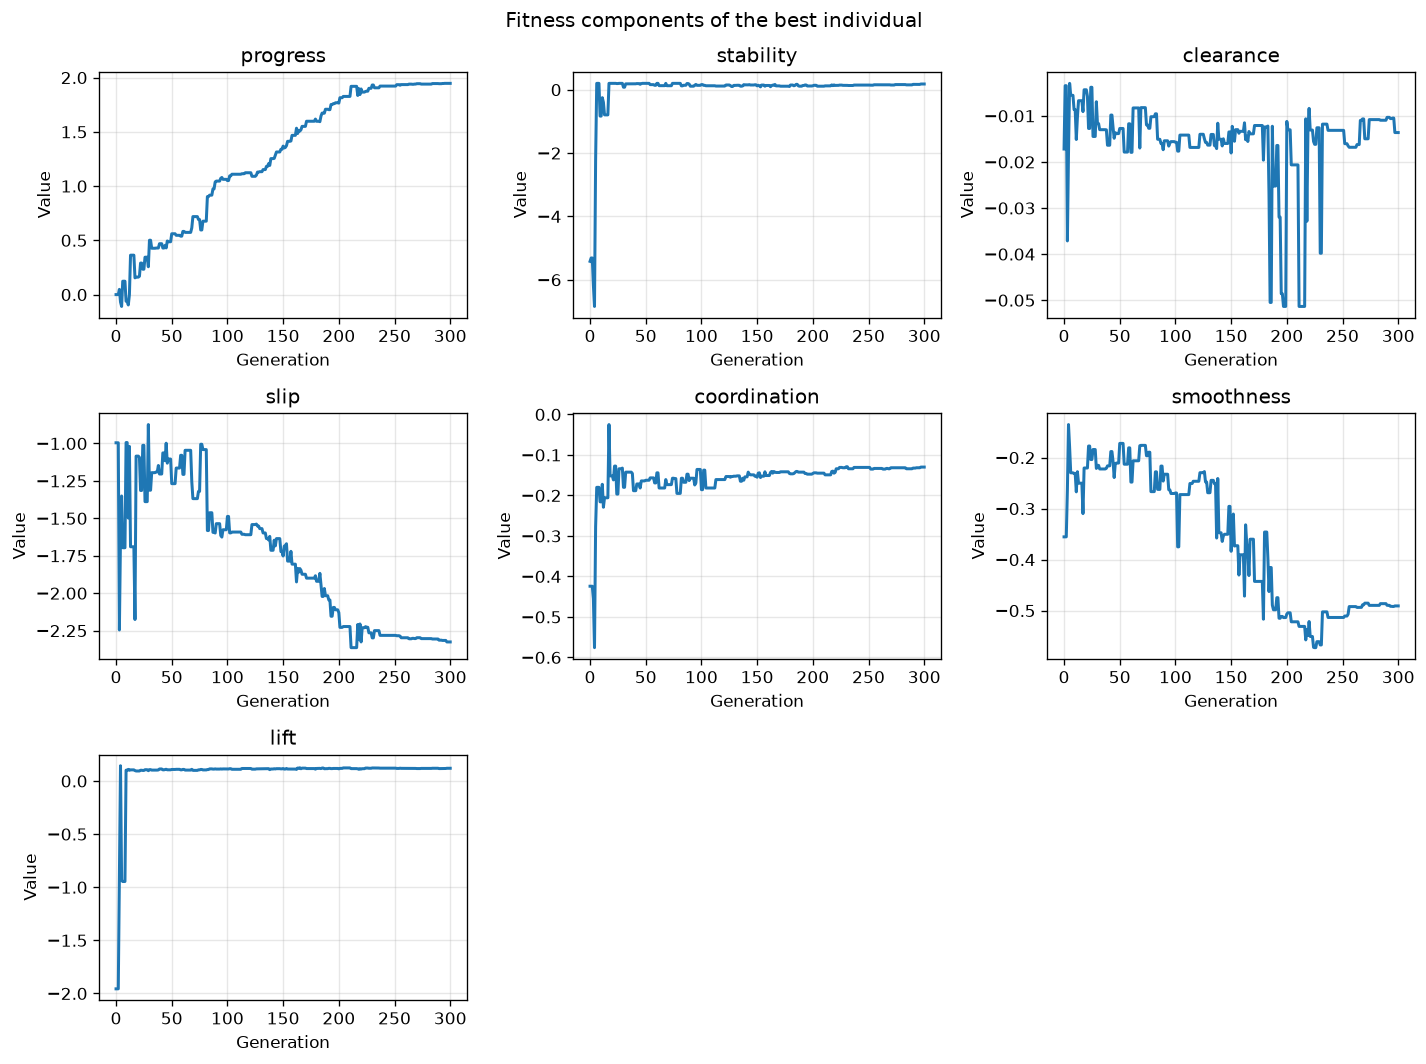 Fitness components of the best individual
progress
Value
2.0
1.5
1.0
0.5
0.0
0 50 100 150 200 250 300
Generation
stability
Value
0
−2
−4
−6
0 50 100 150 200 250 300
Generation
clearance
Value
−0.01
−0.02
−0.03
−0.04
−0.05
0 50 100 150 200 250 300
Generation
slip
Value
−1.00
−1.25
−1.50
−1.75
−2.00
−2.25
0 50 100 150 200 250 300
Generation
coordination
Value
0.0
−0.1
−0.2
−0.3
−0.4
−0.5
−0.6
0 50 100 150 200 250 300
Generation
smoothness
Value
−0.2
−0.3
−0.4
−0.5
0 50 100 150 200 250 300
Generation
lift
Value
0.0
−0.5
−1.0
−1.5
−2.0
0 50 100 150 200 250 300
Generation